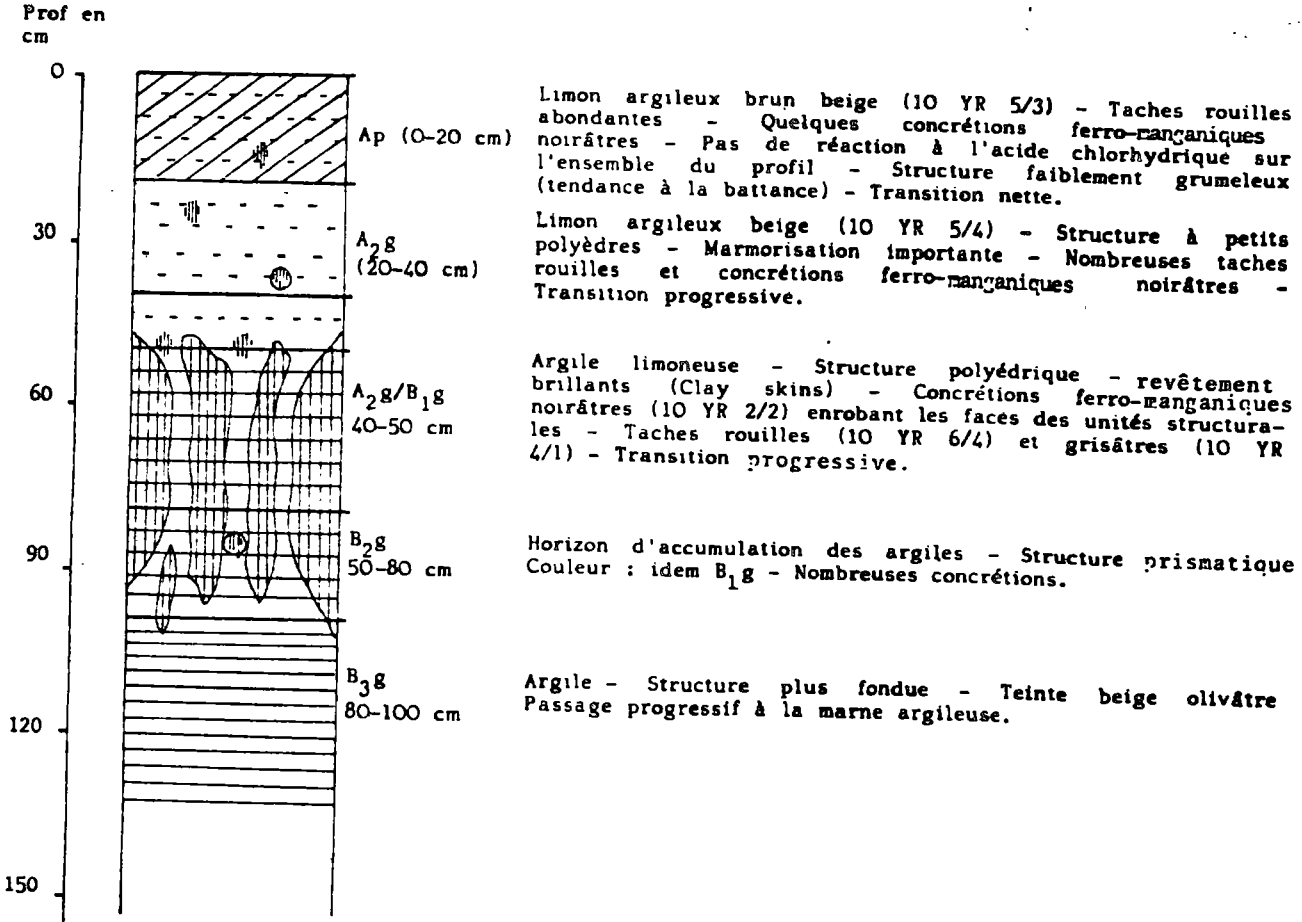 Prof en
cm
0
Ap (0-20 cm)
Limon argileux brun beige (10 YR 5/3) - Taches rouilles
abondantes - Quelques concrétions ferro-manganiques
noirâtres - Pas de réaction à l'acide chlorhydrique sur
l'ensemble du profil - Structure faiblement grumeleux
(tendance à la battance) - Transition nette.
30
A2g
(20-40 cm)
Limon argileux beige (10 YR 5/4) - Structure à petits
polyèdres - Marmorisation importante - Nombreuses taches
rouilles et concrétions ferro-manganiques noirâtres -
Transition progressive.
60
A2g/B1g
40-50 cm
Argile limoneuse - Structure polyédrique - revêtement
brillants (Clay skins) - Concrétions ferro-manganiques
noirâtres (10 YR 2/2) enrobant les faces des unités structura-
les - Taches rouilles (10 YR 6/4) et grisâtres (10 YR
4/1) - Transition progressive.
90
B2g
50-80 cm
Horizon d'accumulation des argiles - Structure prismatique
Couleur : idem B1g - Nombreuses concrétions.
B3g
80-100 cm
Argile - Structure plus fondue - Teinte beige olivâtre
Passage progressif à la marne argileuse.
120
150